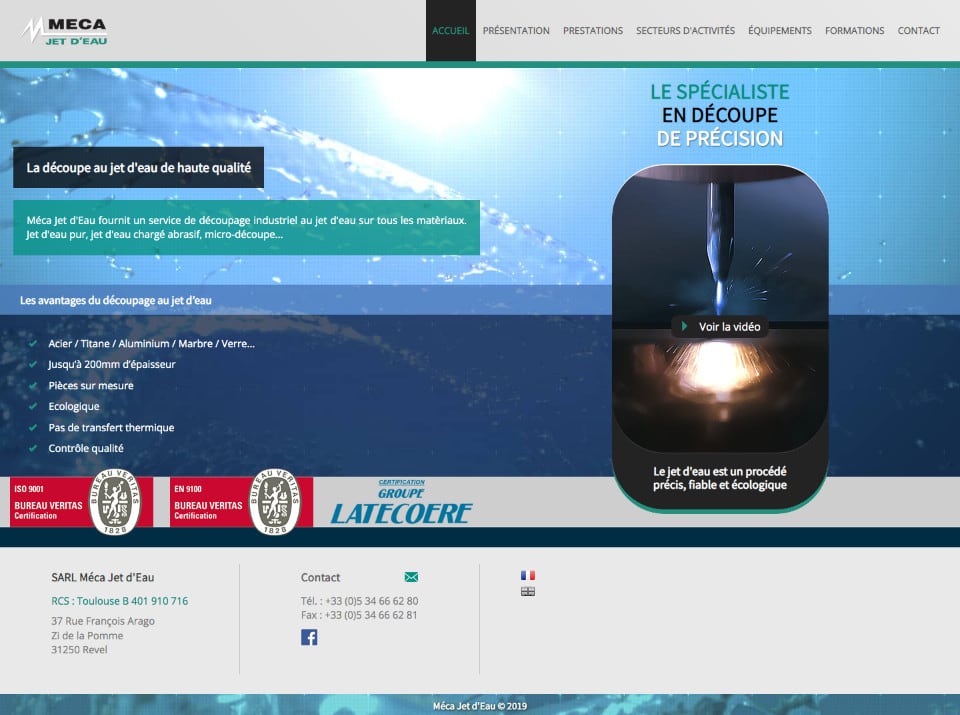 MECA
JET D'EAU
ACCUEIL
PRÉSENTATION
PRESTATIONS
SECTEURS D'ACTIVITÉS
ÉQUIPEMENTS
FORMATIONS
CONTACT
LE SPÉCIALISTE
EN DÉCOUPE
DE PRÉCISION
La découpe au jet d'eau de haute qualité
Méca Jet d'Eau fournit un service de découpage industriel au jet d'eau sur tous les matèriaux.
Jet d'eau pur, jet d'eau chargé abrasif, micro-découpe...
Les avantages du découpage au jet d'eau
Acier / Titane / Aluminium / Marbre / Verre...
Jusqu'à 200mm d'épaisseur
Pièces sur mesure
Ecologique
Pas de transfert thermique
Contrôle qualité
Voir la vidéo
Le jet d'eau est un procédé
précis, fiable et écologique
ISO 9001
BUREAU VERITAS
Certification
BUREAU VERITAS
1828
EN 9100
BUREAU VERITAS
Certification
BUREAU VERITAS
1828
CERTIFICATION
GROUPE
LATECOERE
SARL Méca Jet d'Eau
RCS : Toulouse B 401 910 716
37 Rue François Arago
Zi de la Pomme
31250 Revel
Contact
Tél. : +33 (0)5 34 66 62 80
Fax : +33 (0)5 34 66 62 81
Méca Jet d'Eau © 2019